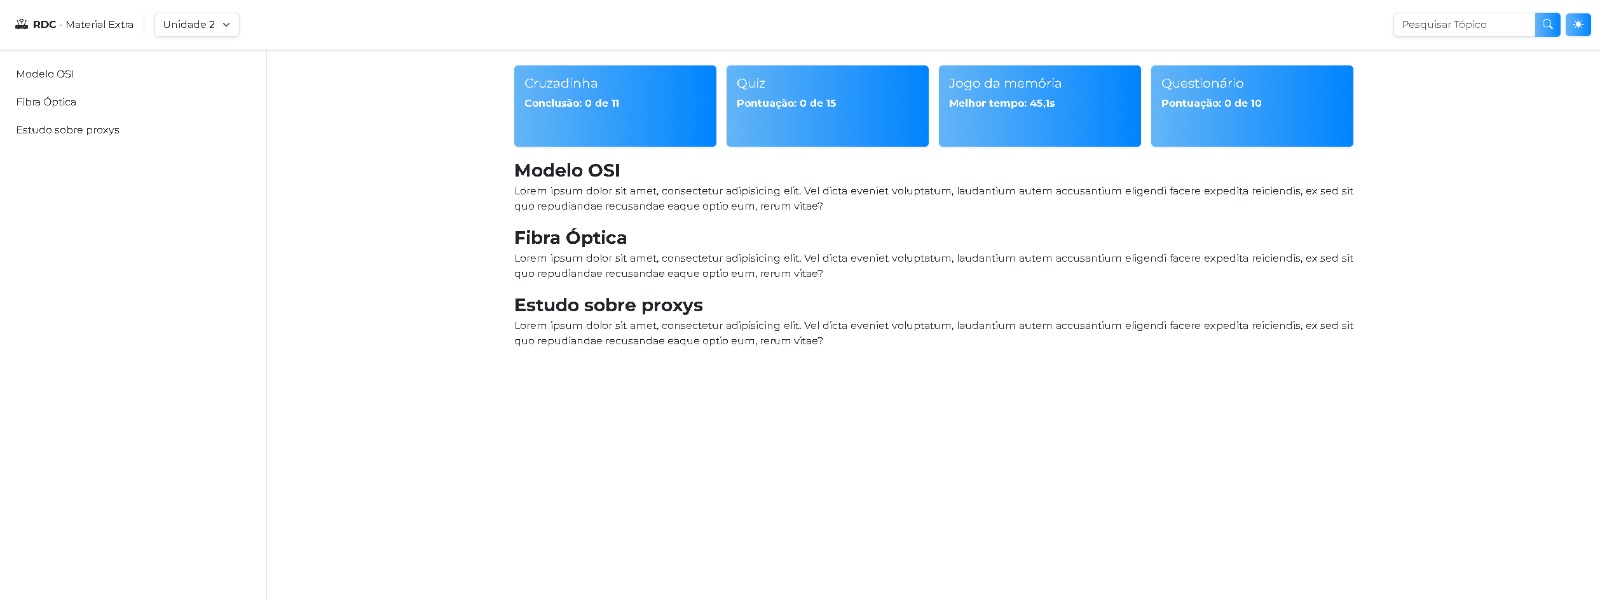 RDC - Material Extra
Unidade 2
Pesquisar Tópico
Modelo OSI
Fibra Óptica
Estudo sobre proxys
Cruzadinha
Conclusão: 0 de 11
Quiz
Pontuação: 0 de 15
Jogo da memória
Melhor tempo: 45,1s
Questionário
Pontuação: 0 de 10
Modelo OSI
Lorem ipsum dolor sit amet, consectetur adipisicing elit. Vel dicta eveniet voluptatum, laudantium autem accusantium eligendi facere expedita reiciendis, ex sed sit
quo repudiandae recusandae eaque optio eum, rerum vitae?
Fibra Óptica
Lorem ipsum dolor sit amet, consectetur adipisicing elit. Vel dicta eveniet voluptatum, laudantium autem accusantium eligendi facere expedita reiciendis, ex sed sit
quo repudiandae recusandae eaque optio eum, rerum vitae?
Estudo sobre proxys
Lorem ipsum dolor sit amet, consectetur adipisicing elit. Vel dicta eveniet voluptatum, laudantium autem accusantium eligendi facere expedita reiciendis, ex sed sit
quo repudiandae recusandae eaque optio eum, rerum vitae?